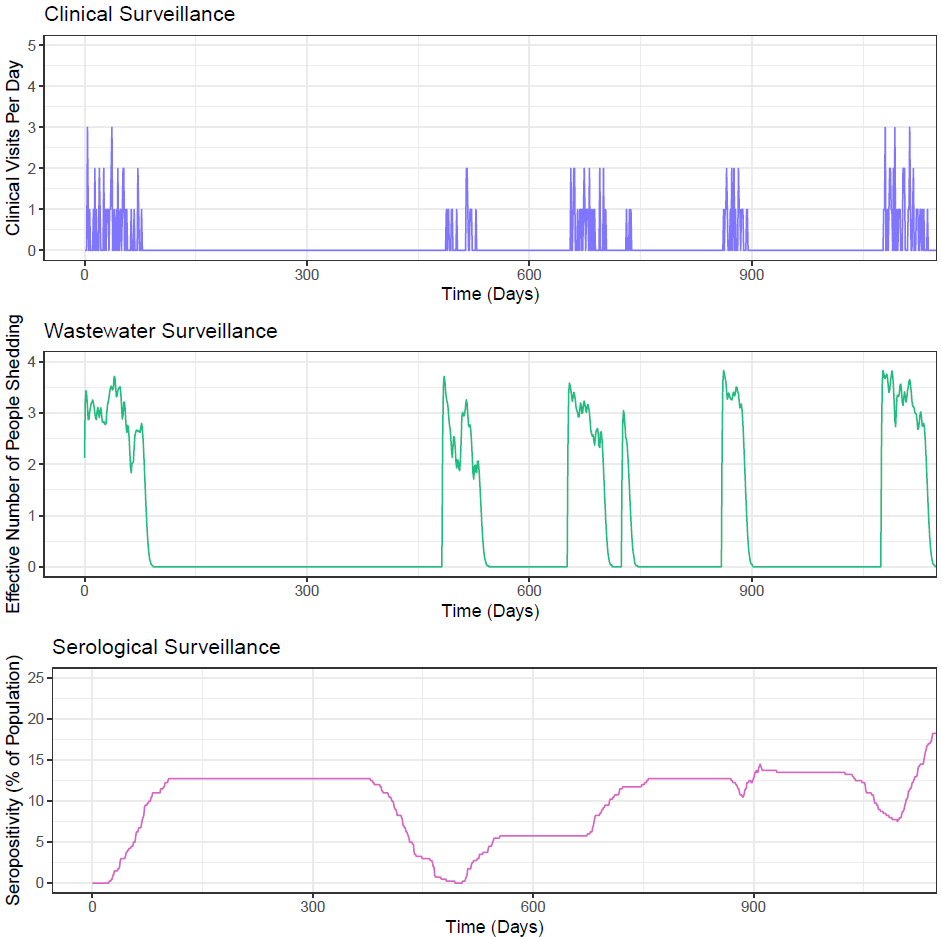 Clinical Surveillance
Clinical Visits Per Day
5
4
3
2
1
0
0 300 600 900
Time (Days)
Wastewater Surveillance
Effective Number of People Shedding
4
3
2
1
0
0 300 600 900
Time (Days)
Serological Surveillance
Seropositivity (% of Population)
25
20
15
10
5
0
0 300 600 900
Time (Days)